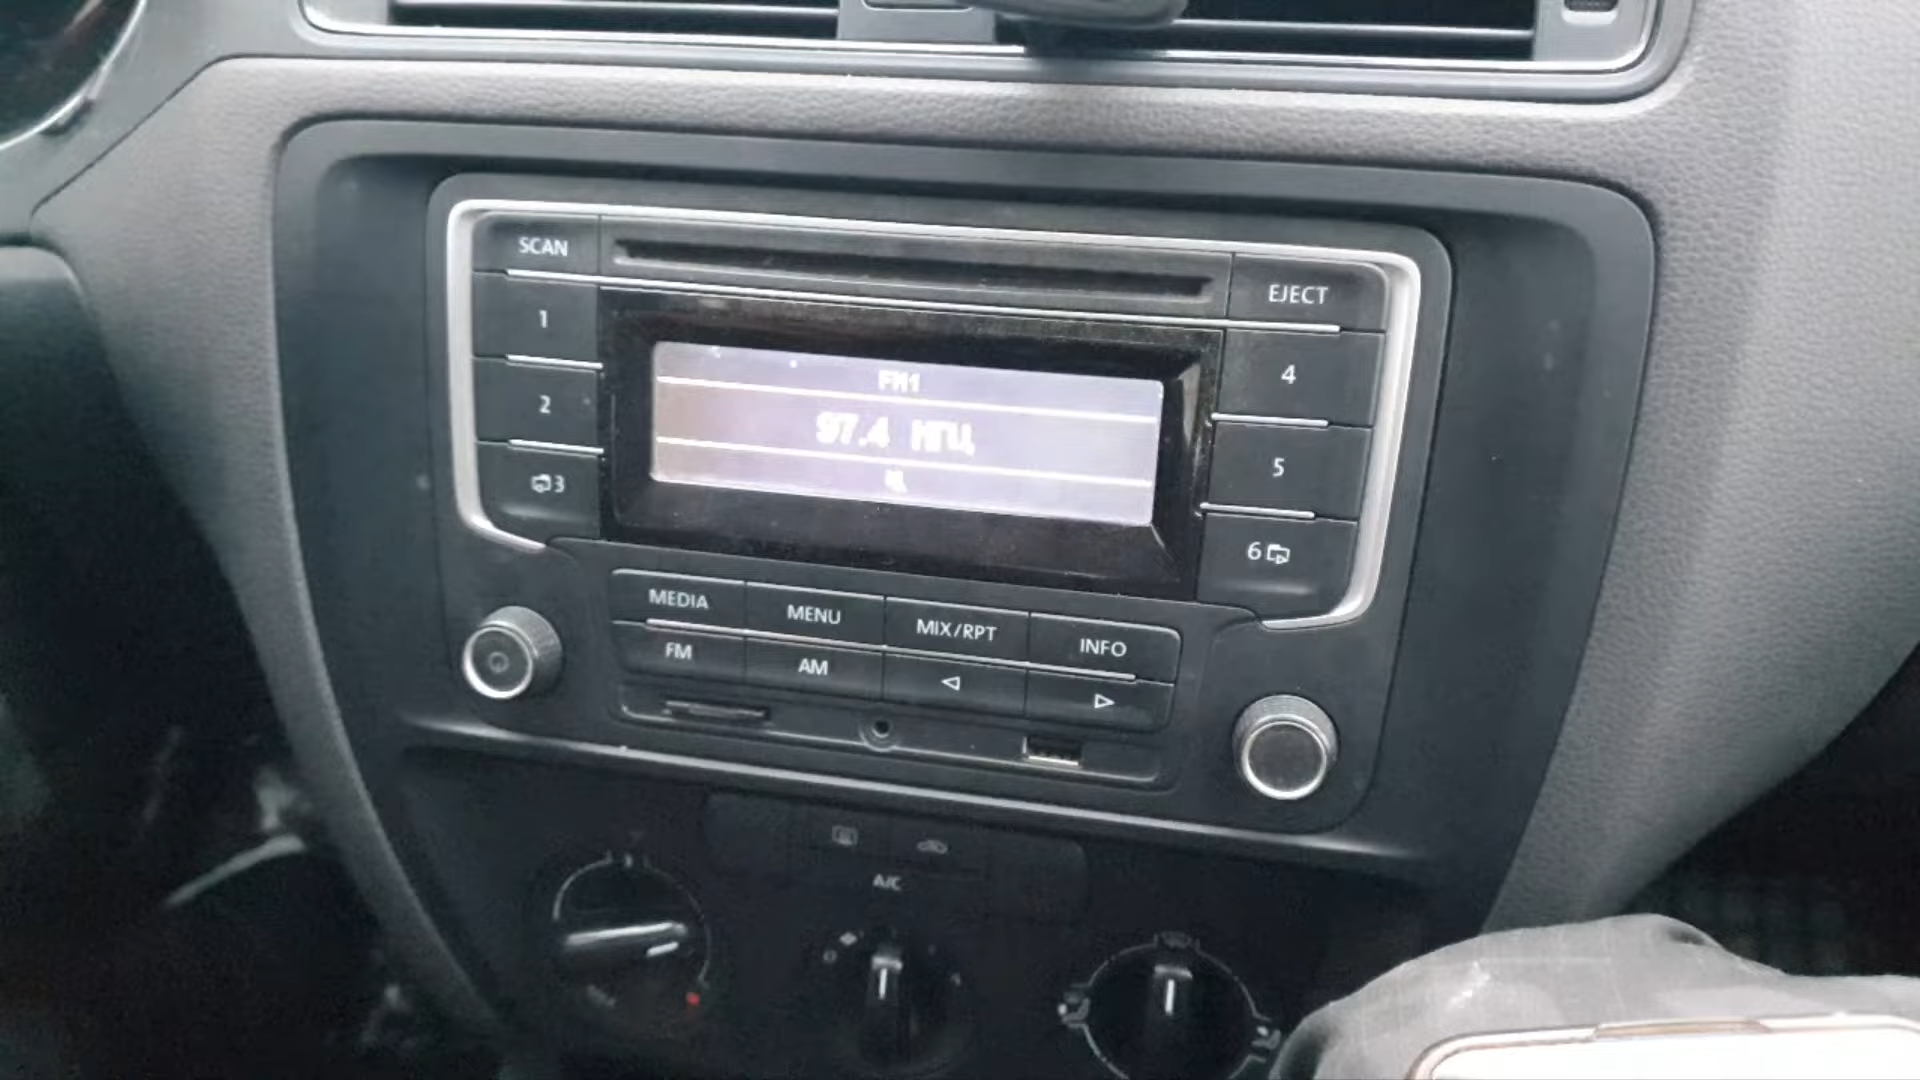 SCAN
EJECT
1
4
FM1
97.4 МГЦ
2
5
3
6
MEDIA
MENU
MIX/RPT
INFO
FM
AM
A/C